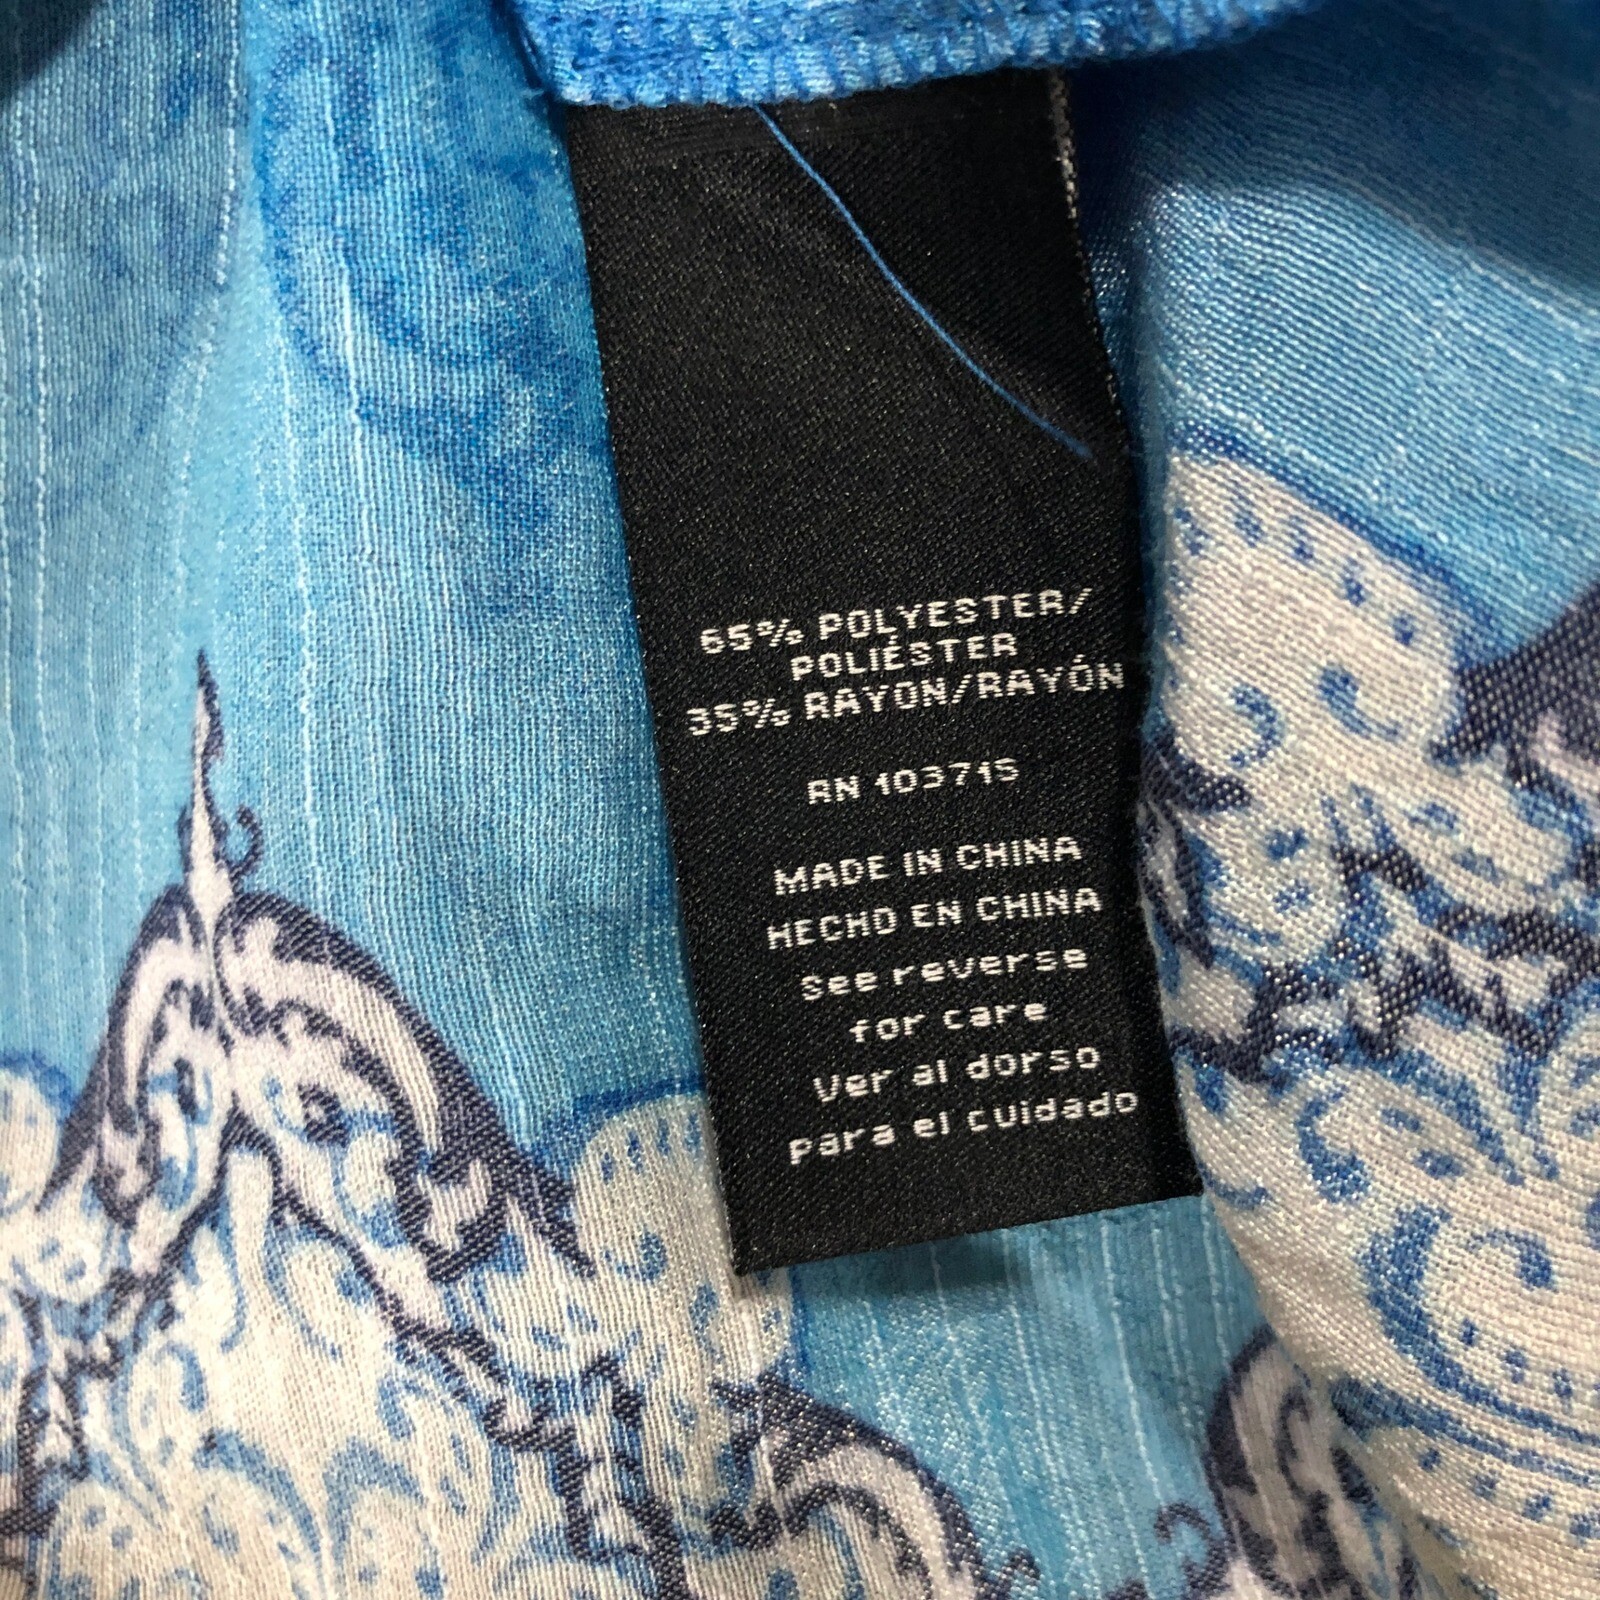 65% POLYESTER/
POLIÉSTER
35% RAYON/RAYÓN
RN 103715
MADE IN CHINA
HECHO EN CHINA
See reverse
for care
Ver al dorso
para el cuidado